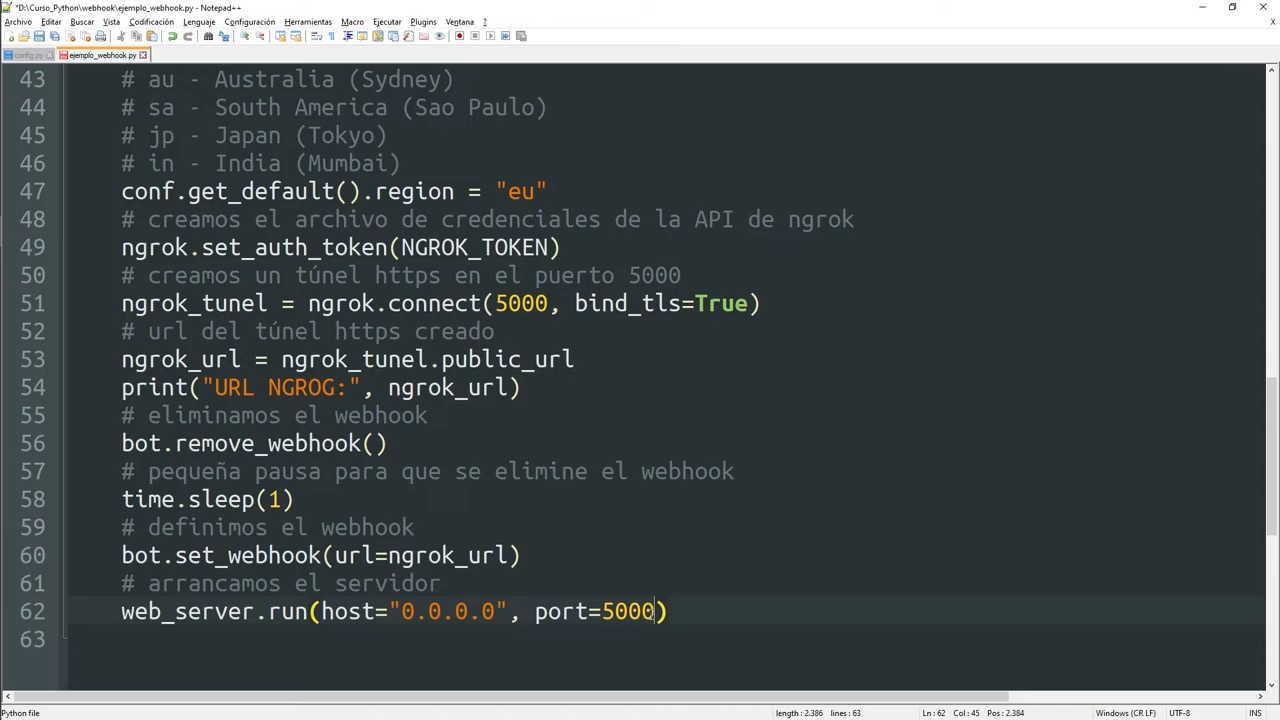 *D:\Curso_Python\webhook\ejemplo_webhook.py - Notepad++
Archivo Editar Buscar Vista Codificación Lenguaje Configuración Herramientas Macro Ejecutar Plugins Ventana ?
config.py ejemplo_webhook.py
43 # au - Australia (Sydney)
44 # sa - South America (Sao Paulo)
45 # jp - Japan (Tokyo)
46 # in - India (Mumbai)
47 conf.get_default().region = "eu"
48 # creamos el archivo de credenciales de la API de ngrok
49 ngrok.set_auth_token(NGROK_TOKEN)
50 # creamos un túnel https en el puerto 5000
51 ngrok_tunel = ngrok.connect(5000, bind_tls=True)
52 # url del túnel https creado
53 ngrok_url = ngrok_tunel.public_url
54 print("URL NGROG:", ngrok_url)
55 # eliminamos el webhook
56 bot.remove_webhook()
57 # pequeña pausa para que se elimine el webhook
58 time.sleep(1)
59 # definimos el webhook
60 bot.set_webhook(url=ngrok_url)
61 # arrancamos el servidor
62 web_server.run(host="0.0.0.0", port=5000)
63
Python file length : 2.386 lines : 63 Ln : 62 Col : 45 Pos : 2.384 Windows (CR LF) UTF-8 INS